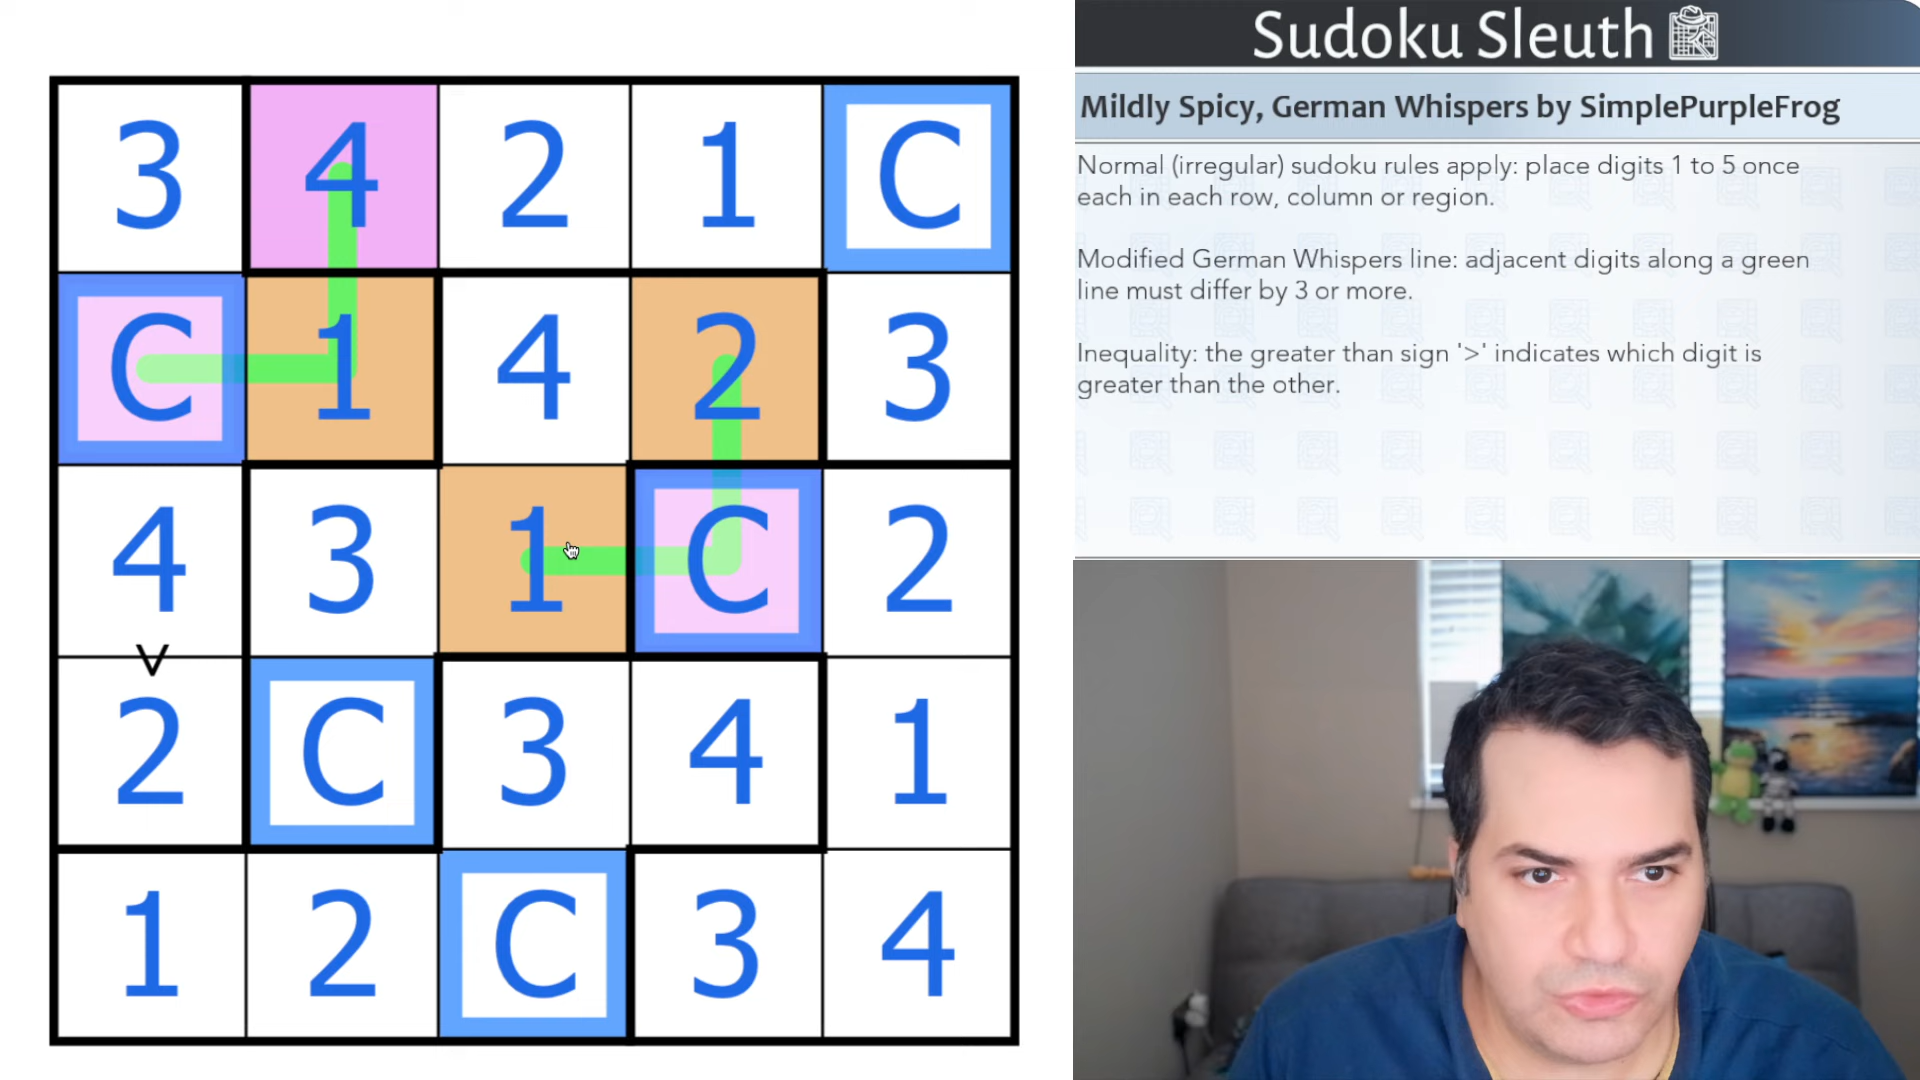 Sudoku Sleuth
Mildly Spicy, German Whispers by SimplePurpleFrog
Normal (irregular) sudoku rules apply: place digits 1 to 5 once
each in each row, column or region.
Modified German Whispers line: adjacent digits along a green
line must differ by 3 or more.
Inequality: the greater than sign '>' indicates which digit is
greater than the other.
3 4 2 1 C
C 1 4 2 3
4 3 1 C 2
V
2 C 3 4 1
1 2 C 3 4